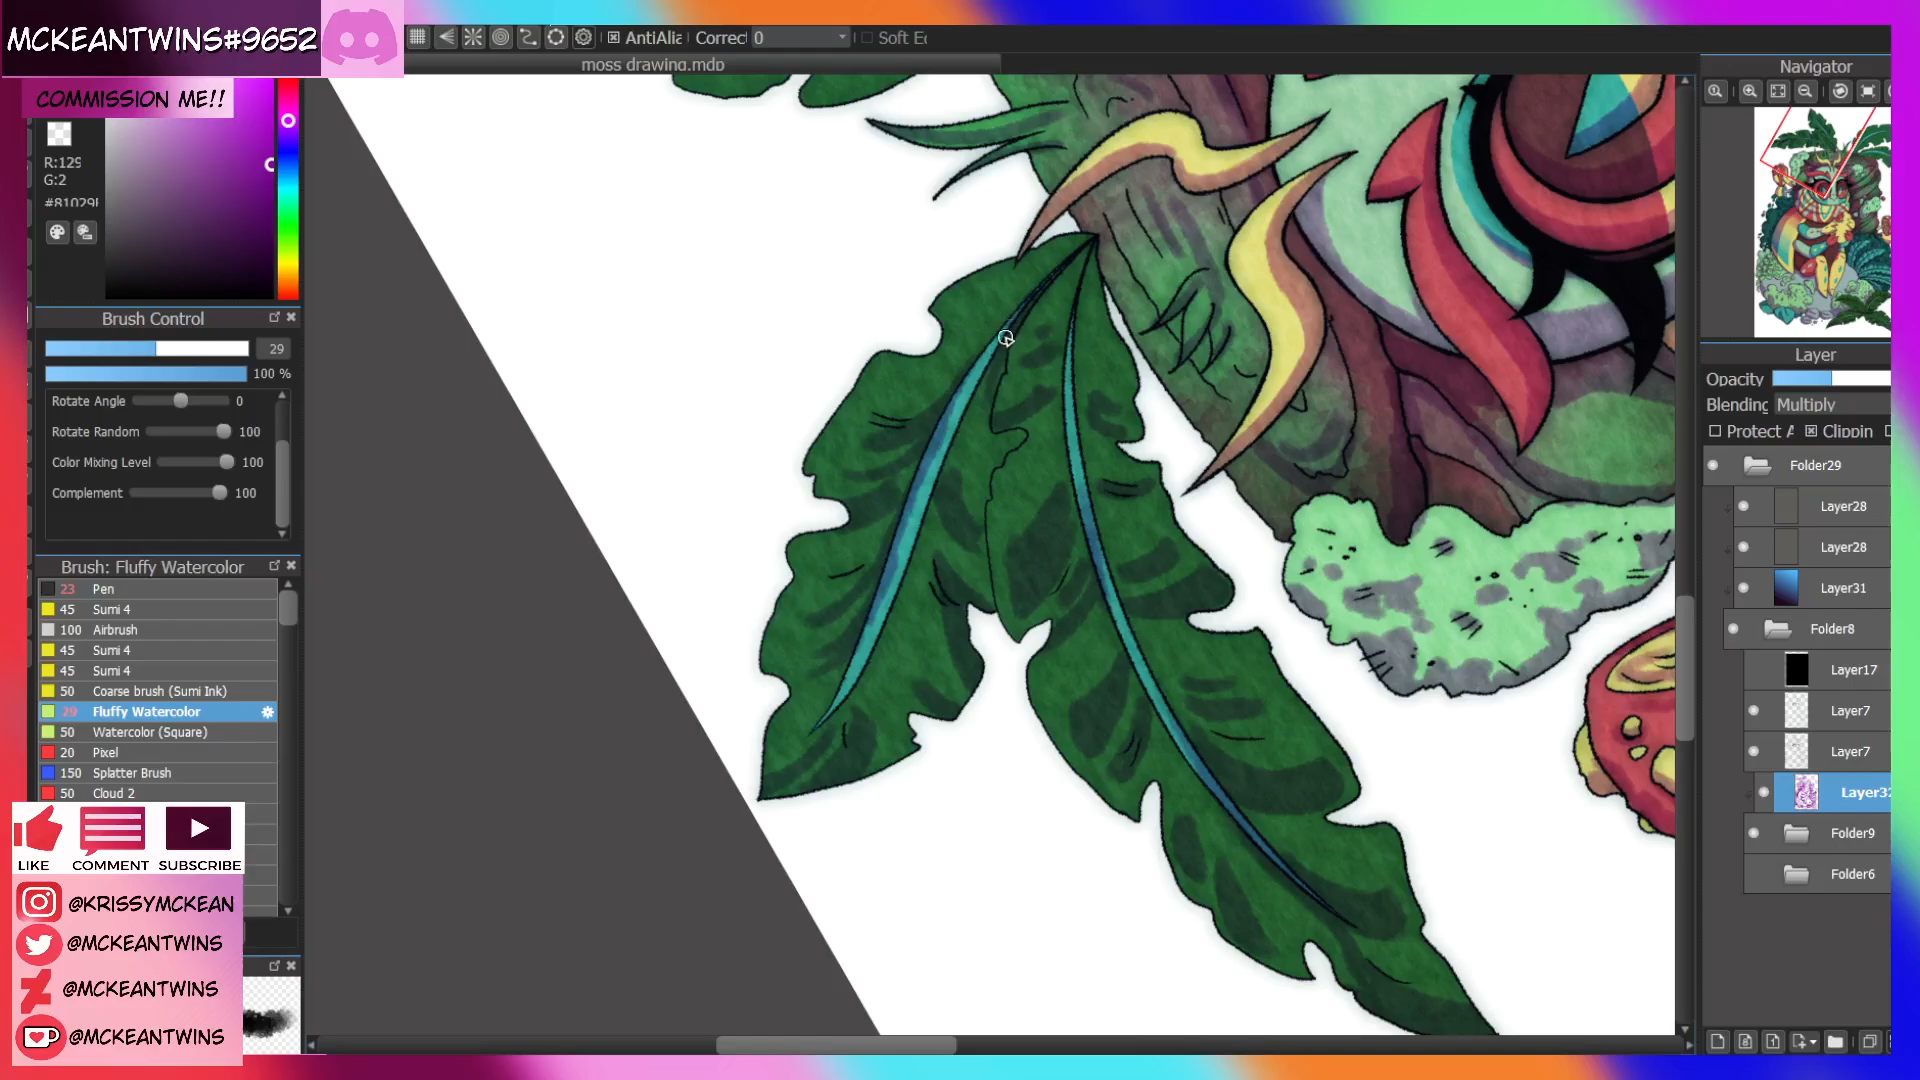 MCKEANTWINS#9652
COMMISSION ME!!
AntiAlia
Correct
0
Soft E
moss drawing.mdp
R:129
G:2
#81029
Brush Control
29
100 %
Rotate Angle 0
Rotate Random 100
Color Mixing Level 100
Complement 100
Brush: Fluffy Watercolor
23 Pen
45 Sumi 4
100 Airbrush
45 Sumi 4
45 Sumi 4
50 Coarse brush (Sumi Ink)
29 Fluffy Watercolor
50 Watercolor (Square)
20 Pixel
150 Splatter Brush
50 Cloud 2
LIKE COMMENT SUBSCRIBE
@KRISSYMCKEAN
@MCKEANTWINS
@MCKEANTWINS
@MCKEANTWINS
Navigator
Layer
Opacity
Blending Multiply
Protect A
Clippin
Folder29
Layer28
Layer28
Layer31
Folder8
Layer17
Layer7
Layer7
Layer32
Folder9
Folder6